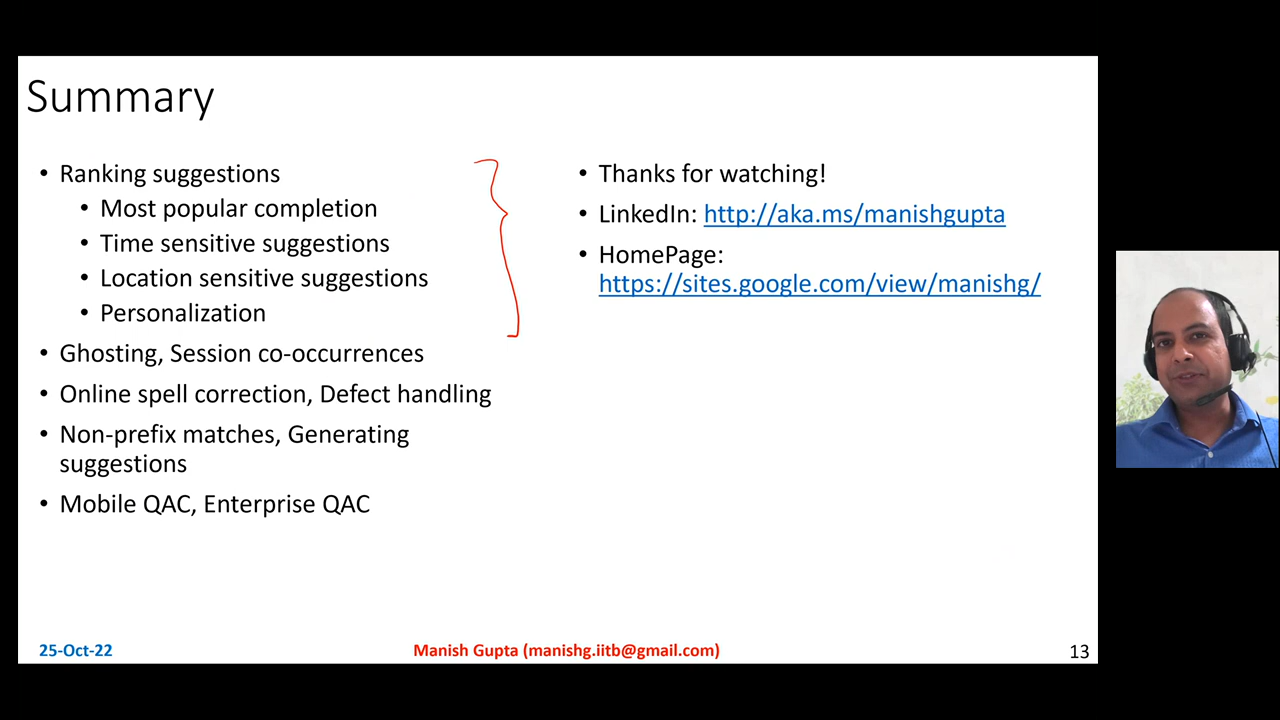 Summary
• Ranking suggestions
• Most popular completion
• Time sensitive suggestions
• Location sensitive suggestions
• Personalization
• Ghosting, Session co-occurrences
• Online spell correction, Defect handling
• Non-prefix matches, Generating
suggestions
• Mobile QAC, Enterprise QAC
• Thanks for watching!
• LinkedIn: http://aka.ms/manishgupta
• HomePage:
https://sites.google.com/view/manishg/
25-Oct-22
Manish Gupta (manishg.iitb@gmail.com)
13